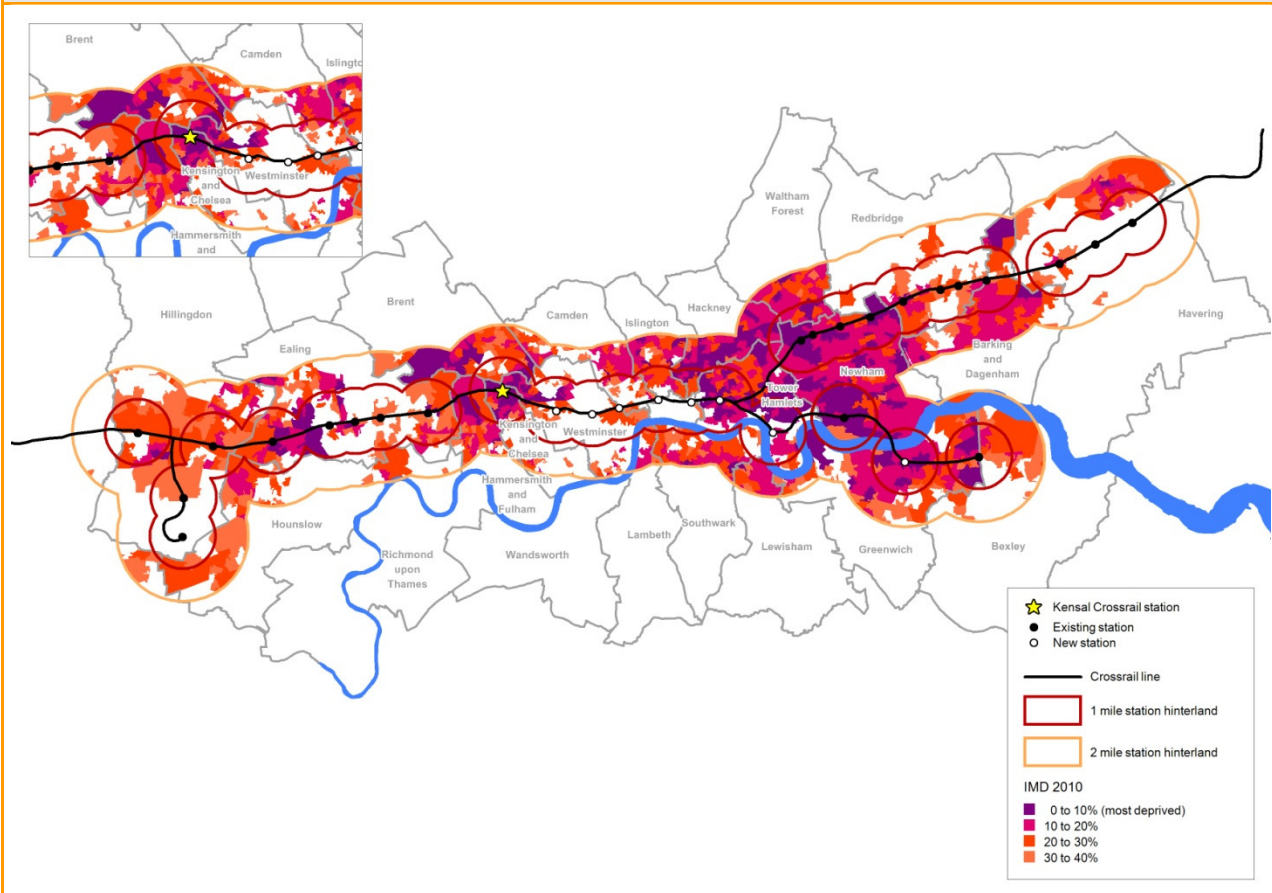 Brent
Camden
Islingto
Kensington
and
Chelsea
Westminster
Hammersmith
and
Hillingdon
Ealing
Brent
Camden
Islington
Hackney
Waltham
Forest
Redbridge
Havering
Barking
and
Dagenham
Newham
Tower
Hamlets
Kensington
and
Chelsea
Westminster
Hammersmith
and
Fulham
Hounslow
Richmond
upon
Thames
Wandsworth
Lambeth
Southwark
Lewisham
Greenwich
Bexley
Kensal Crossrail station
Existing station
New station
Crossrail line
1 mile station hinterland
2 mile station hinterland
IMD 2010
0 to 10% (most deprived)
10 to 20%
20 to 30%
30 to 40%